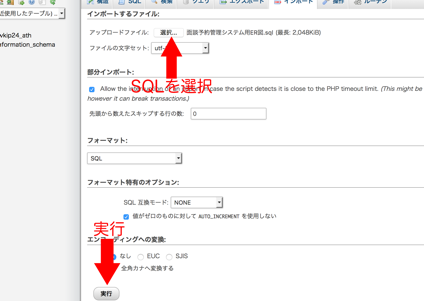 構造 SQL 検索 クエリ エクスポート インポート 操作 ルーチン
インポートするファイル:
近使用したテーブル) ...
アップロードファイル: 選択... 面談予約管理システム用ER図.sql (最長: 2,048KiB)
wkip24_ath
ファイルの文字セット: utf-
nformation_schema
部分インポート:
SQLを選択
Allow the in case the script detects it is close to the PHP timeout limit. (This might be
however it can break transactions.)
先頭から数えたスキップする行の数: 0
フォーマット:
SQL
フォーマット特有のオプション:
SQL 互換モード: NONE
値がゼロのものに対して AUTO_INCREMENT を使用しない
実行
エンコーディングへの変換:
なし EUC SJIS
全角カナへ変換する
実行